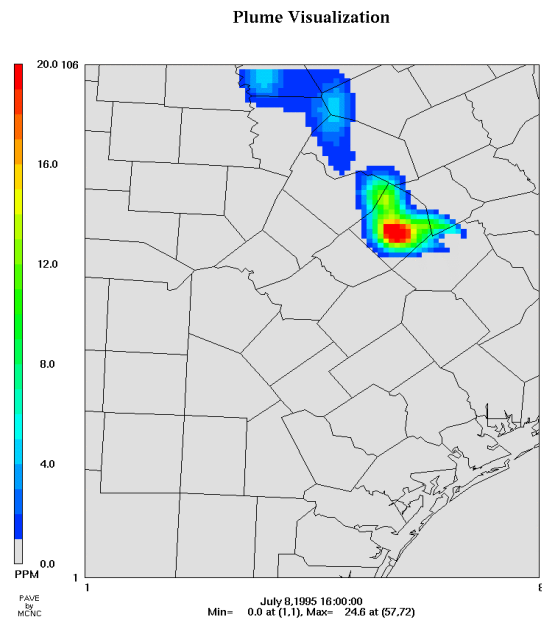 Plume Visualization
20.0 106
16.0
12.0
8.0
4.0
0.0
PPM
1
1
PAVE
by
MCNC
July 8,1995 16:00:00
Min= 0.0 at (1,1), Max= 24.6 at (57,72)